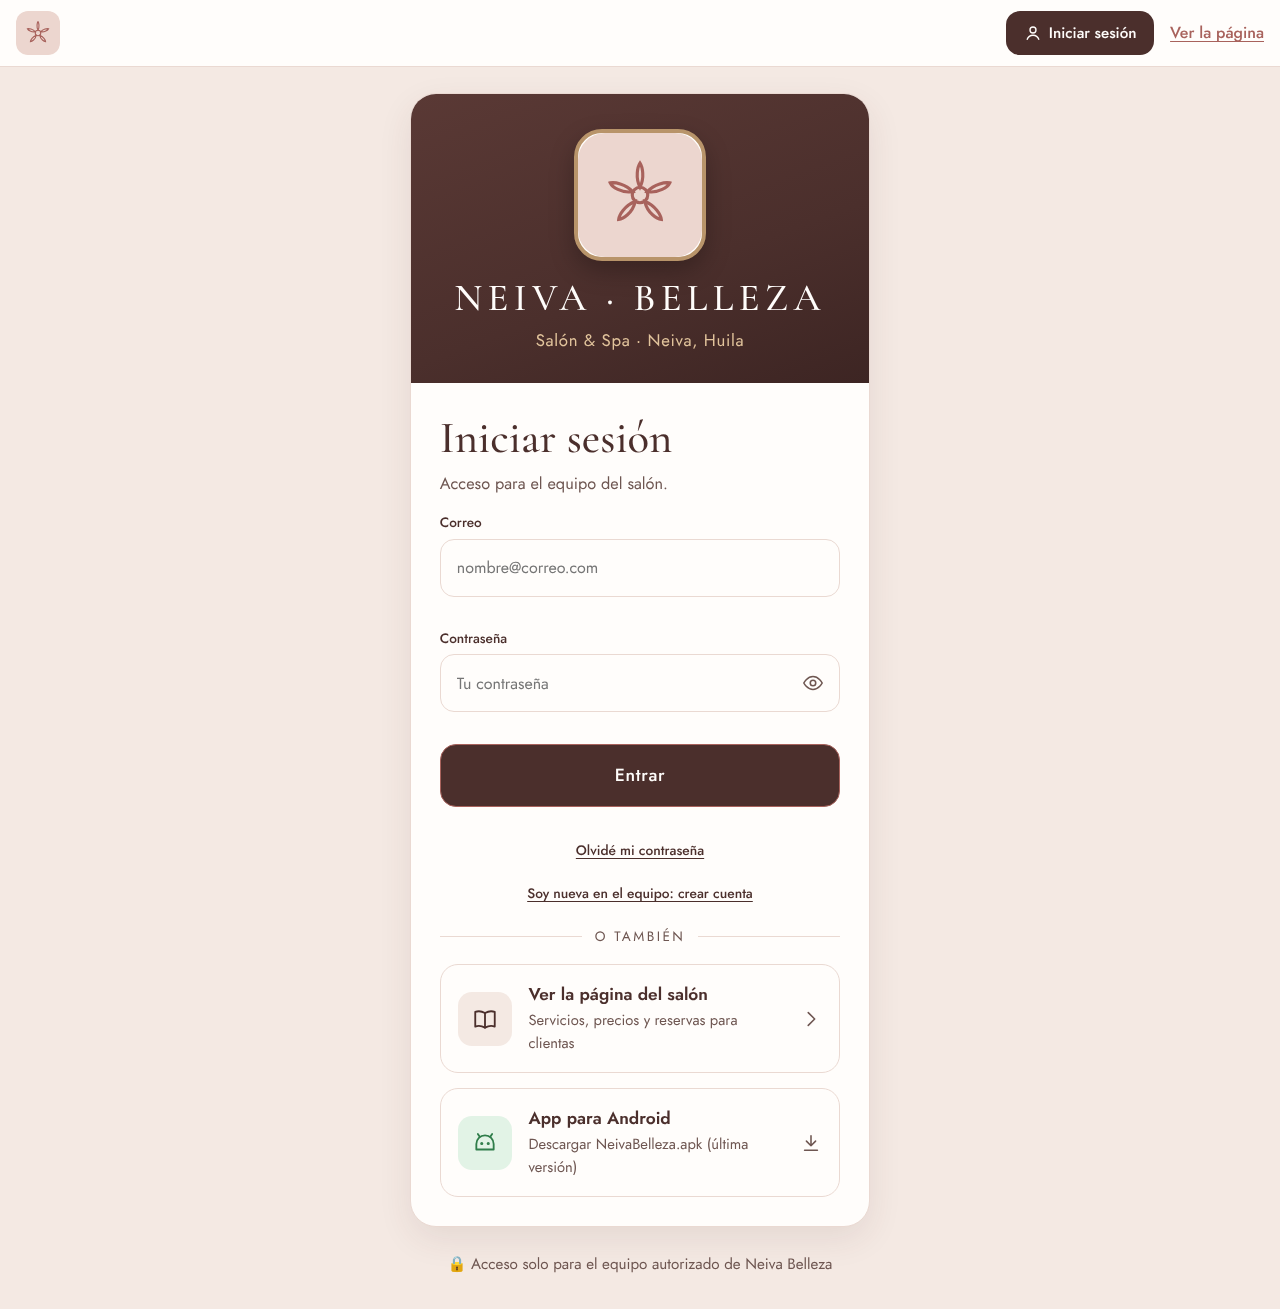 Iniciar sesión
Ver la página
NEIVA · BELLEZA
Salón & Spa · Neiva, Huila
Iniciar sesión
Acceso para el equipo del salón.
Correo
nombre@correo.com
Contraseña
Tu contraseña
Entrar
Olvidé mi contraseña
Soy nueva en el equipo: crear cuenta
O TAMBIÉN
Ver la página del salón
Servicios, precios y reservas para
clientas
App para Android
Descargar NeivaBelleza.apk (última
versión)
🔒 Acceso solo para el equipo autorizado de Neiva Belleza